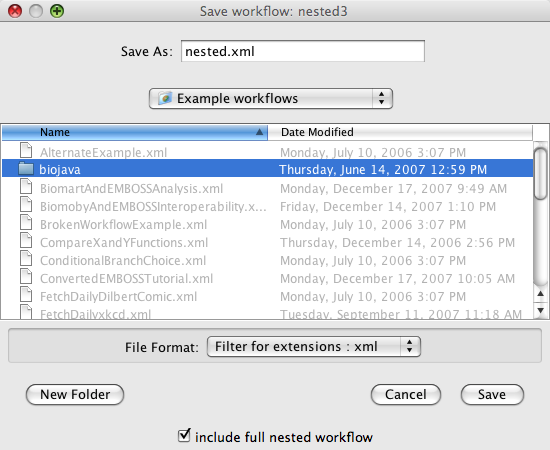 Save workflow: nested3
Save As: nested.xml
Example workflows
Name Date Modified
AlternateExample.xml Monday, July 10, 2006 3:07 PM
biojava Thursday, June 14, 2007 12:59 PM
BiomartAndEMBOSSAnalysis.xml Monday, December 17, 2007 9:49 AM
BiomobyAndEMBOSSInteroperability.x... Friday, December 14, 2007 1:10 PM
BrokenWorkflowExample.xml Monday, July 10, 2006 3:07 PM
CompareXandYFunctions.xml Thursday, December 14, 2006 2:56 PM
ConditionalBranchChoice.xml Monday, July 10, 2006 3:07 PM
ConvertedEMBOSSTutorial.xml Monday, December 17, 2007 10:05 AM
FetchDailyDilbertComic.xml Monday, July 10, 2006 3:07 PM
FetchDailyxkcd.xml Tuesday, September 11, 2007 11:18 AM
File Format: Filter for extensions : xml
New Folder Cancel Save
include full nested workflow